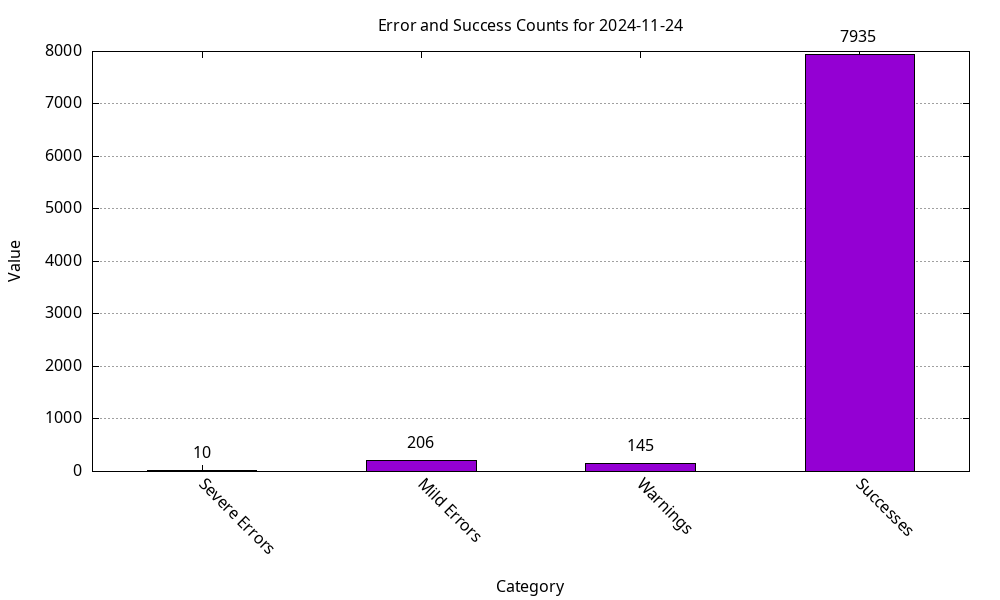 Error and Success Counts for 2024-11-24
8000
7000
6000
5000
4000
3000
2000
1000
0
Value
10
206
145
7935
Severe Errors
Mild Errors
Warnings
Successes
Category